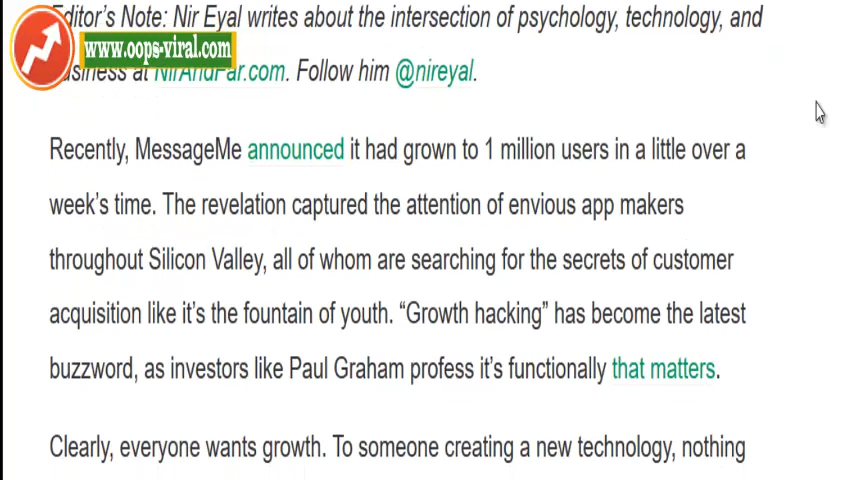 Editor's Note: Nir Eyal writes about the intersection of psychology, technology, and
www.oops-viral.com
business at NirAndFar.com. Follow him @nireyal.
Recently, MessageMe announced it had grown to 1 million users in a little over a
week's time. The revelation captured the attention of envious app makers
throughout Silicon Valley, all of whom are searching for the secrets of customer
acquisition like it's the fountain of youth. “Growth hacking” has become the latest
buzzword, as investors like Paul Graham profess it's functionally that matters.
Clearly, everyone wants growth. To someone creating a new technology, nothing